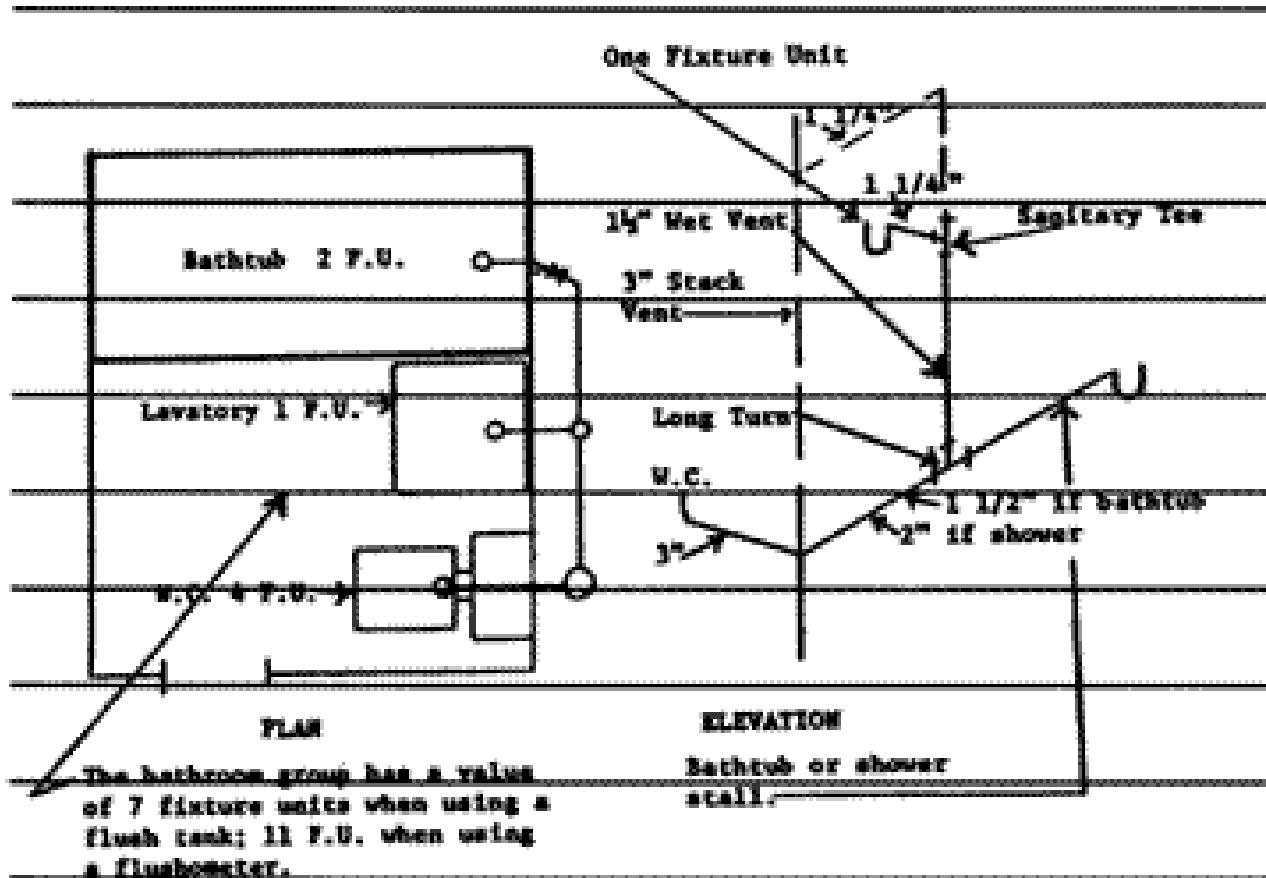 One Fixture Unit
1 1/4"
1 1/4"
Sanitary Tee
1½" Wet Vent
3" Stack
Vent
Bathtub 2 F.U.
Lavatory 1 F.U.
Long Turn
W.C.
1 1/2" if bathtub
2" if shower
3"
W.C. 4 F.U.
PLAN
ELEVATION
The bathroom group has a value
of 7 fixture units when using a
flush tank; 11 F.U. when using
a flushometer.
Bathtub or shower
stall.